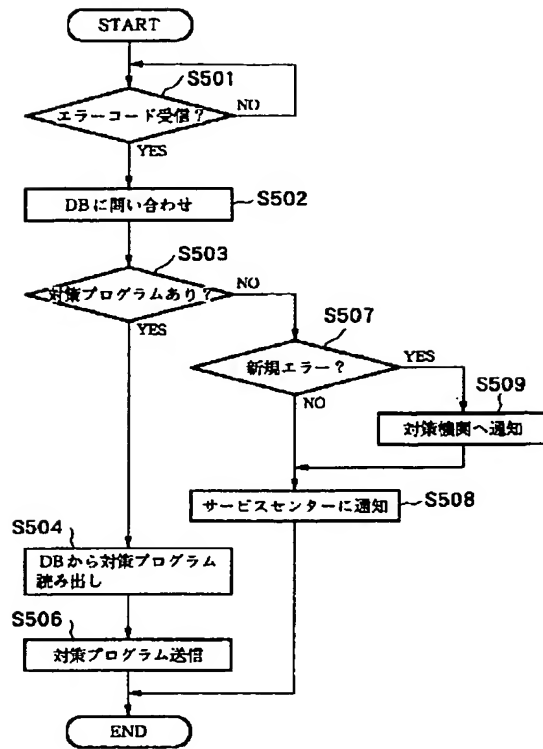 START
S501
エラーコード受信？
NO
YES
DBに問い合わせ
S502
S503
対策プログラムあり？
NO
YES
S507
新規エラー？
YES
NO
S509
対策機関へ通知
サービスセンターに通知
S508
S504
DBから対策プログラム
読み出し
S506
対策プログラム送信
END